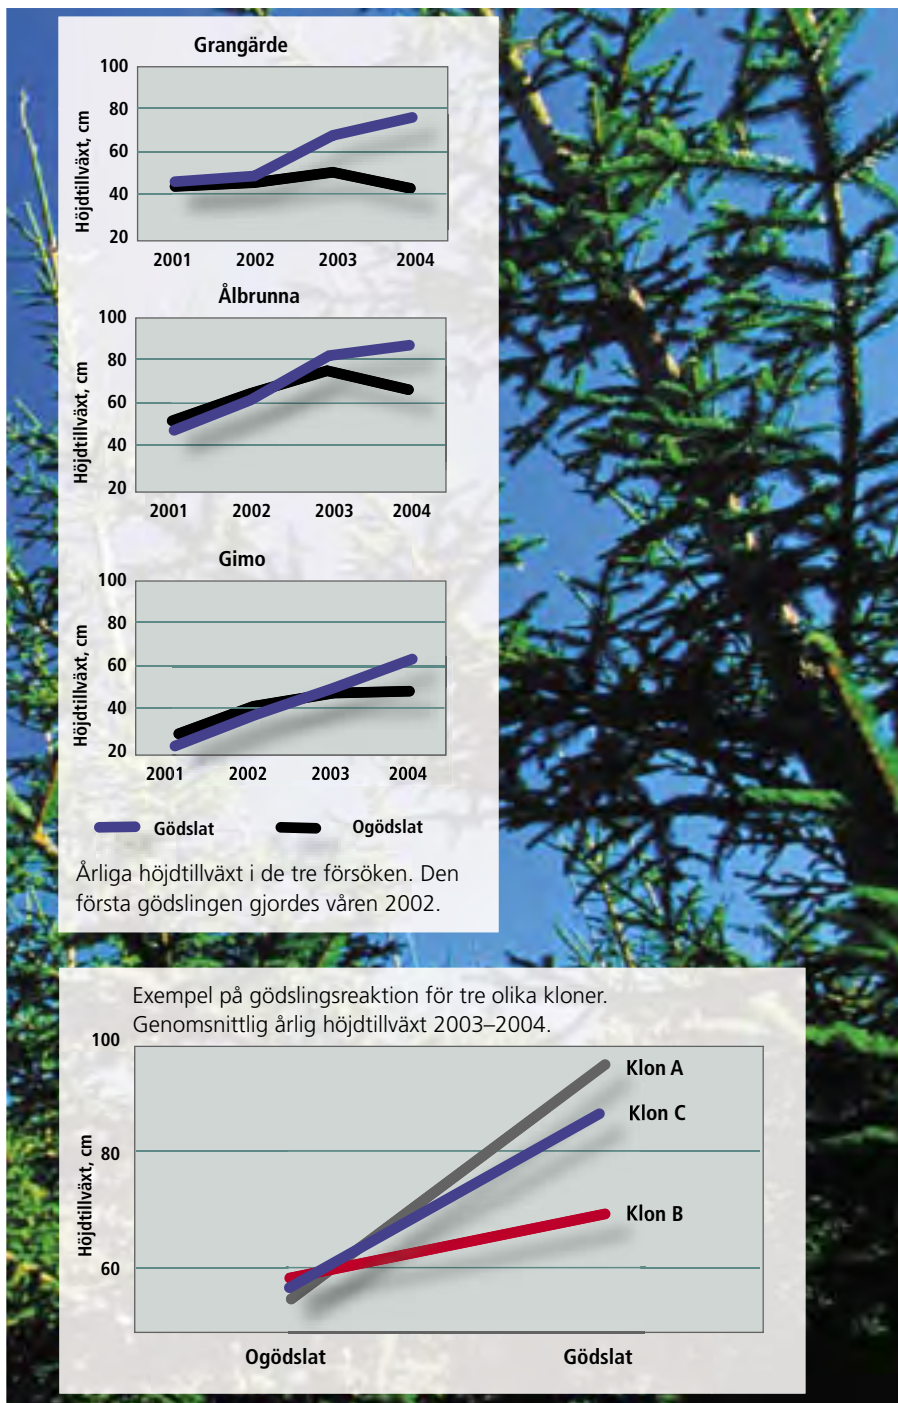 Grangärde
100
80
60
40
20
Höjdtillväxt, cm
2001 2002 2003 2004
Ålbrunna
100
80
60
40
20
Höjdtillväxt, cm
2001 2002 2003 2004
Gimo
100
80
60
40
20
Höjdtillväxt, cm
2001 2002 2003 2004
Gödslat Ogödslat
Årliga höjdtillväxt i de tre försöken. Den
första gödslingen gjordes våren 2002.
Exempel på gödslingsreaktion för tre olika kloner.
Genomsnittlig årlig höjdtillväxt 2003–2004.
100
80
60
Höjdtillväxt, cm
Klon A
Klon C
Klon B
Ogödslat Gödslat